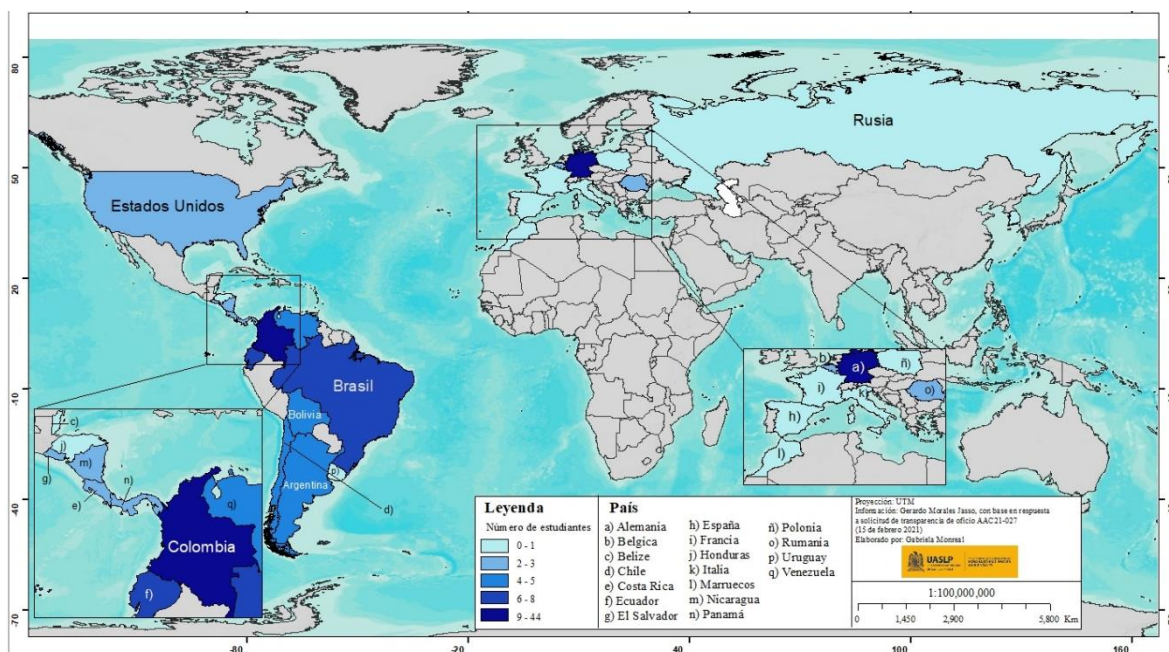 80
50
20
-10
-40
-70
Estados Unidos
Rusia
Brasil
Bolivia
Argentina
p)
d)
c)
j)
m)
g)
e)
n)
q)
Colombia
f)
b)
a)
ñ)
i)
k
o)
h)
l)
Leyenda
Número de estudiantes
0 - 1
2 - 3
4 - 5
6 - 8
9 - 44
País
a) Alemania
b) Belgica
c) Belize
d) Chile
e) Costa Rica
f) Ecuador
g) El Salvador
h) España
i) Francia
j) Honduras
k) Italia
l) Marruecos
m) Nicaragua
n) Panamá
ñ) Polonia
o) Rumanía
p) Uruguay
q) Venezuela
Proyección: UTM
Información: Gerardo Morales Jasso, con base en respuesta
a solicitud de transparencia de oficio AAC21-027
(15 de febrero 2021)
Elaborado por: Gabriela Monreal
UASLP
1:100,000,000
0 1,450 2,900 5,800 Km
-80 -20 40 100 160